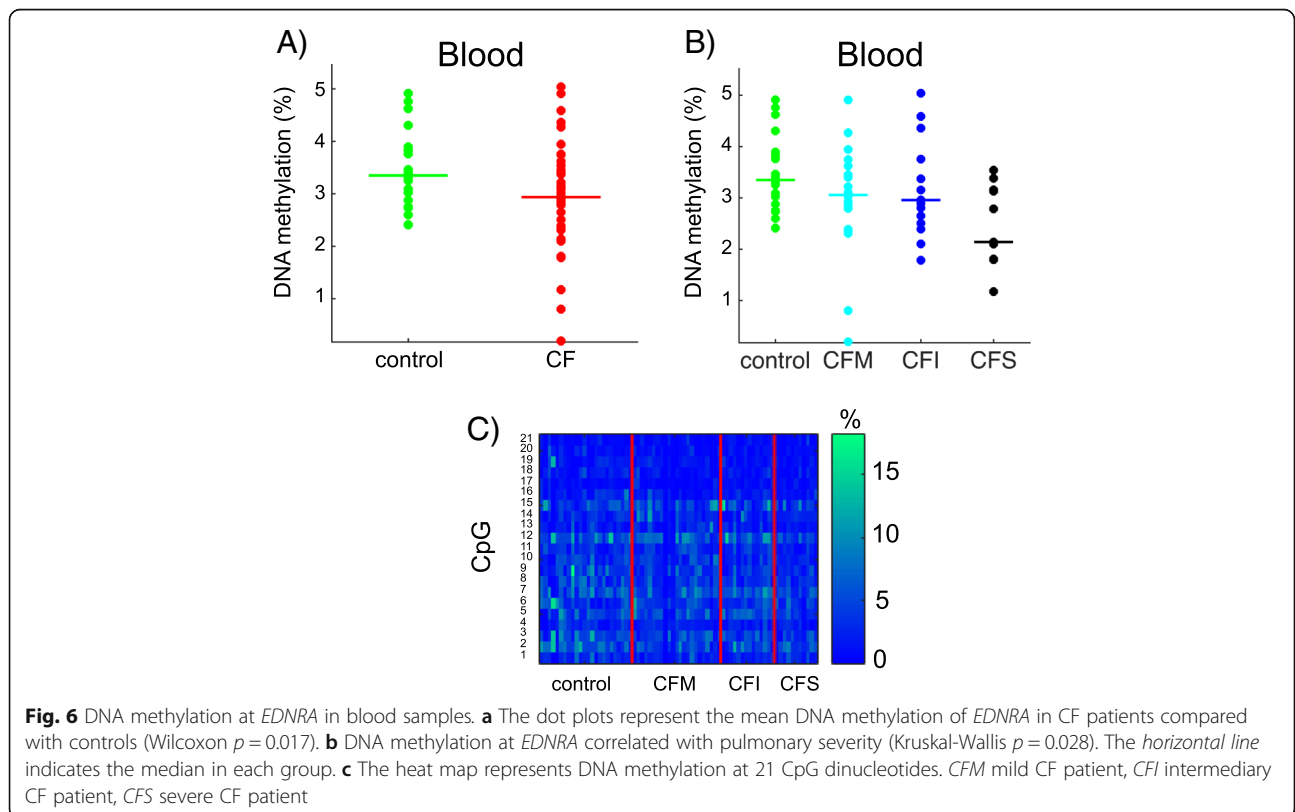 A)
Blood
DNA methylation (%)
5
4
3
2
1
control CF
B)
Blood
DNA methylation (%)
5
4
3
2
1
control CFM CFI CFS
C)
CpG
21
20
19
18
17
16
15
14
13
12
11
10
9
8
7
6
5
4
3
2
1
control CFM CFI CFS
%
15
10
5
0
Fig. 6 DNA methylation at EDNRA in blood samples. a The dot plots represent the mean DNA methylation of EDNRA in CF patients compared
with controls (Wilcoxon p = 0.017). b DNA methylation at EDNRA correlated with pulmonary severity (Kruskal-Wallis p = 0.028). The horizontal line
indicates the median in each group. c The heat map represents DNA methylation at 21 CpG dinucleotides. CFM mild CF patient, CFI intermediary
CF patient, CFS severe CF patient